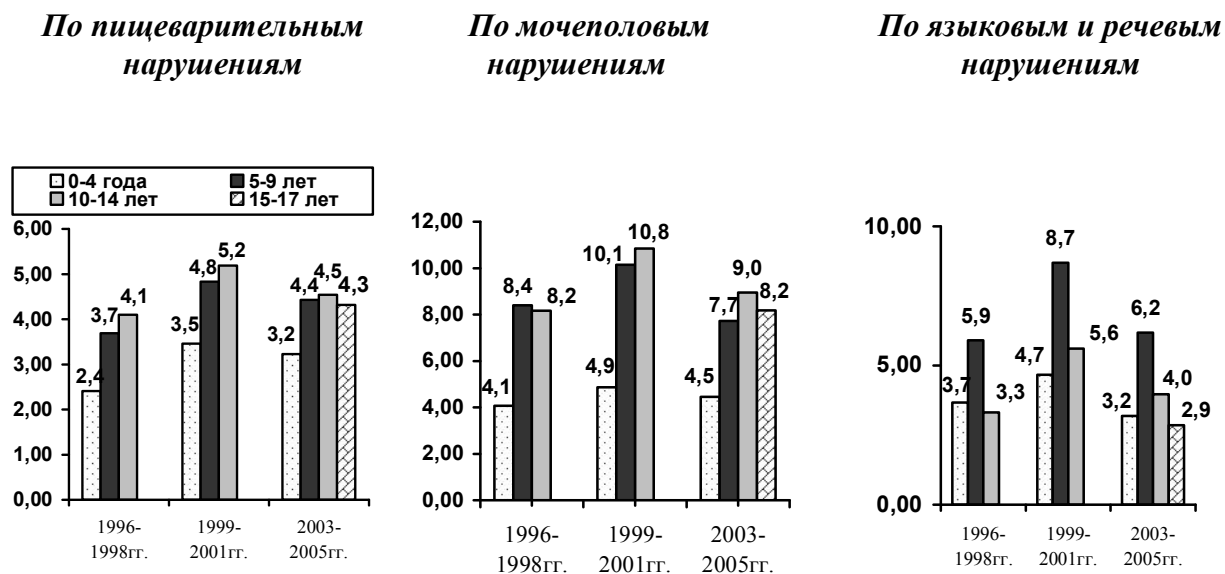 По пищеварительным
нарушениям
По мочеполовым
нарушениям
По языковым и речевым
нарушениям
0-4 года
5-9 лет
10-14 лет
15-17 лет
6,00
5,00
4,00
3,00
2,00
1,00
0,00
2,4
3,7
4,1
3,5
4,8
5,2
3,2
4,4
4,5
4,3
1996-
1998гг.
1999-
2001гг.
2003-
2005гг.
12,00
10,00
8,00
6,00
4,00
2,00
0,00
4,1
8,4
8,2
4,9
10,1
10,8
4,5
7,7
9,0
8,2
1996-
1998гг.
1999-
2001гг.
2003-
2005гг.
10,00
5,00
0,00
3,7
5,9
3,3
4,7
8,7
5,6
3,2
6,2
4,0
2,9
1996-
1998гг.
1999-
2001гг.
2003-
2005гг.